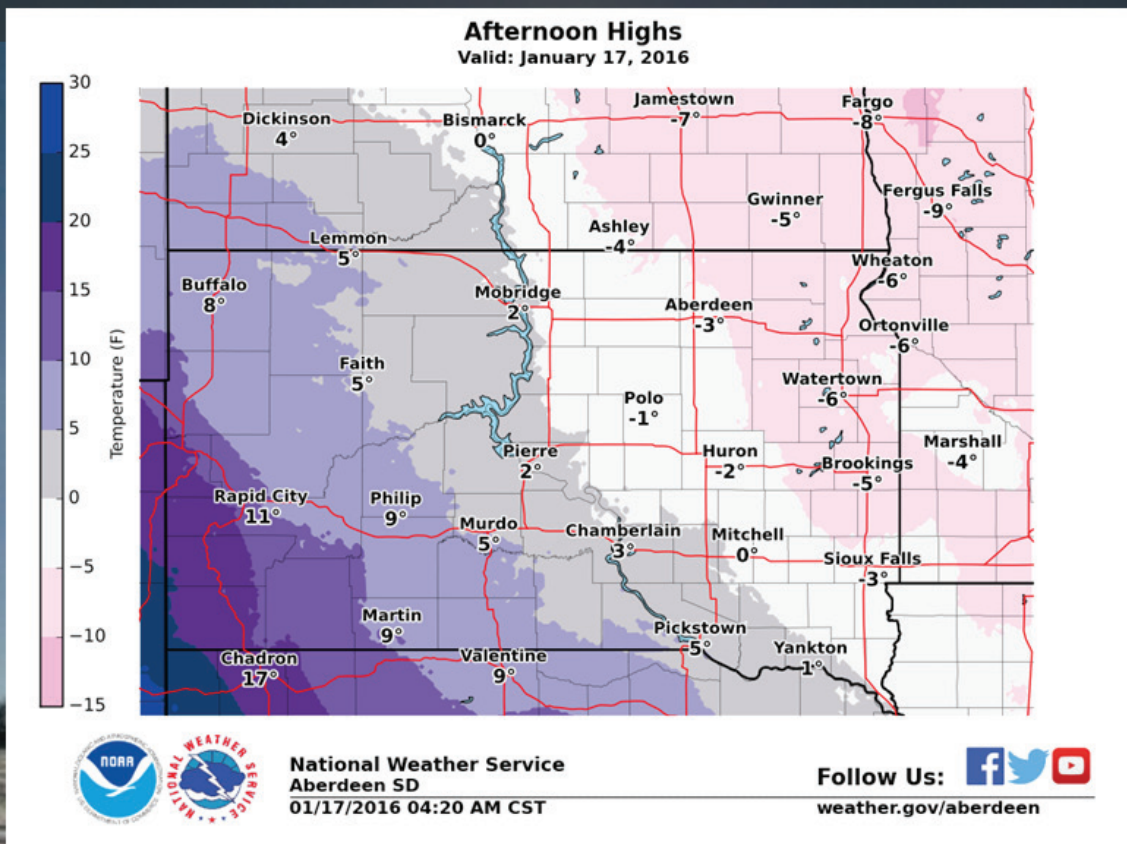 Afternoon Highs
Valid: January 17, 2016
30
25
20
15
10
5
0
−5
−10
−15
Temperature (F)
Dickinson
4°
Bismarck
0°
Jamestown
-7°
Fargo
-8°
Gwinner
-5°
Fergus Falls
-9°
Ashley
-4°
Lemmon
5°
Wheaton
-6°
Buffalo
8°
Mobridge
2°
Aberdeen
-3°
Ortonville
-6°
Faith
5°
Watertown
-6°
Polo
-1°
Marshall
-4°
Pierre
2°
Huron
-2°
Brookings
-5°
Rapid City
11°
Philip
9°
Murdo
5°
Chamberlain
3°
Mitchell
0°
Sioux Falls
-3°
Martin
9°
Pickstown
5°
Yankton
1°
Chadron
17°
Valentine
9°
NOAA
NATIONAL WEATHER SERVICE
National Weather Service
Aberdeen SD
01/17/2016 04:20 AM CST
Follow Us:
weather.gov/aberdeen